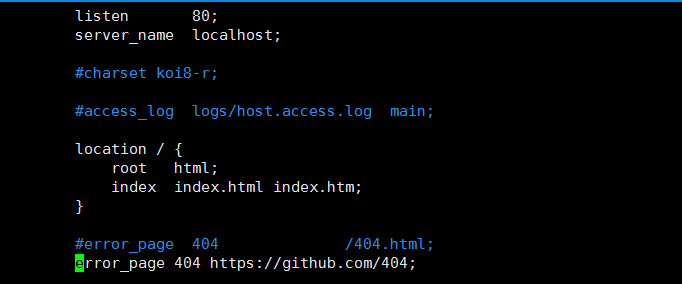 listen       80;
server_name  localhost;
#charset koi8-r;
#access_log  logs/host.access.log  main;
location / {
root   html;
index  index.html index.htm;
}
#error_page  404              /404.html;
error_page 404 https://github.com/404;